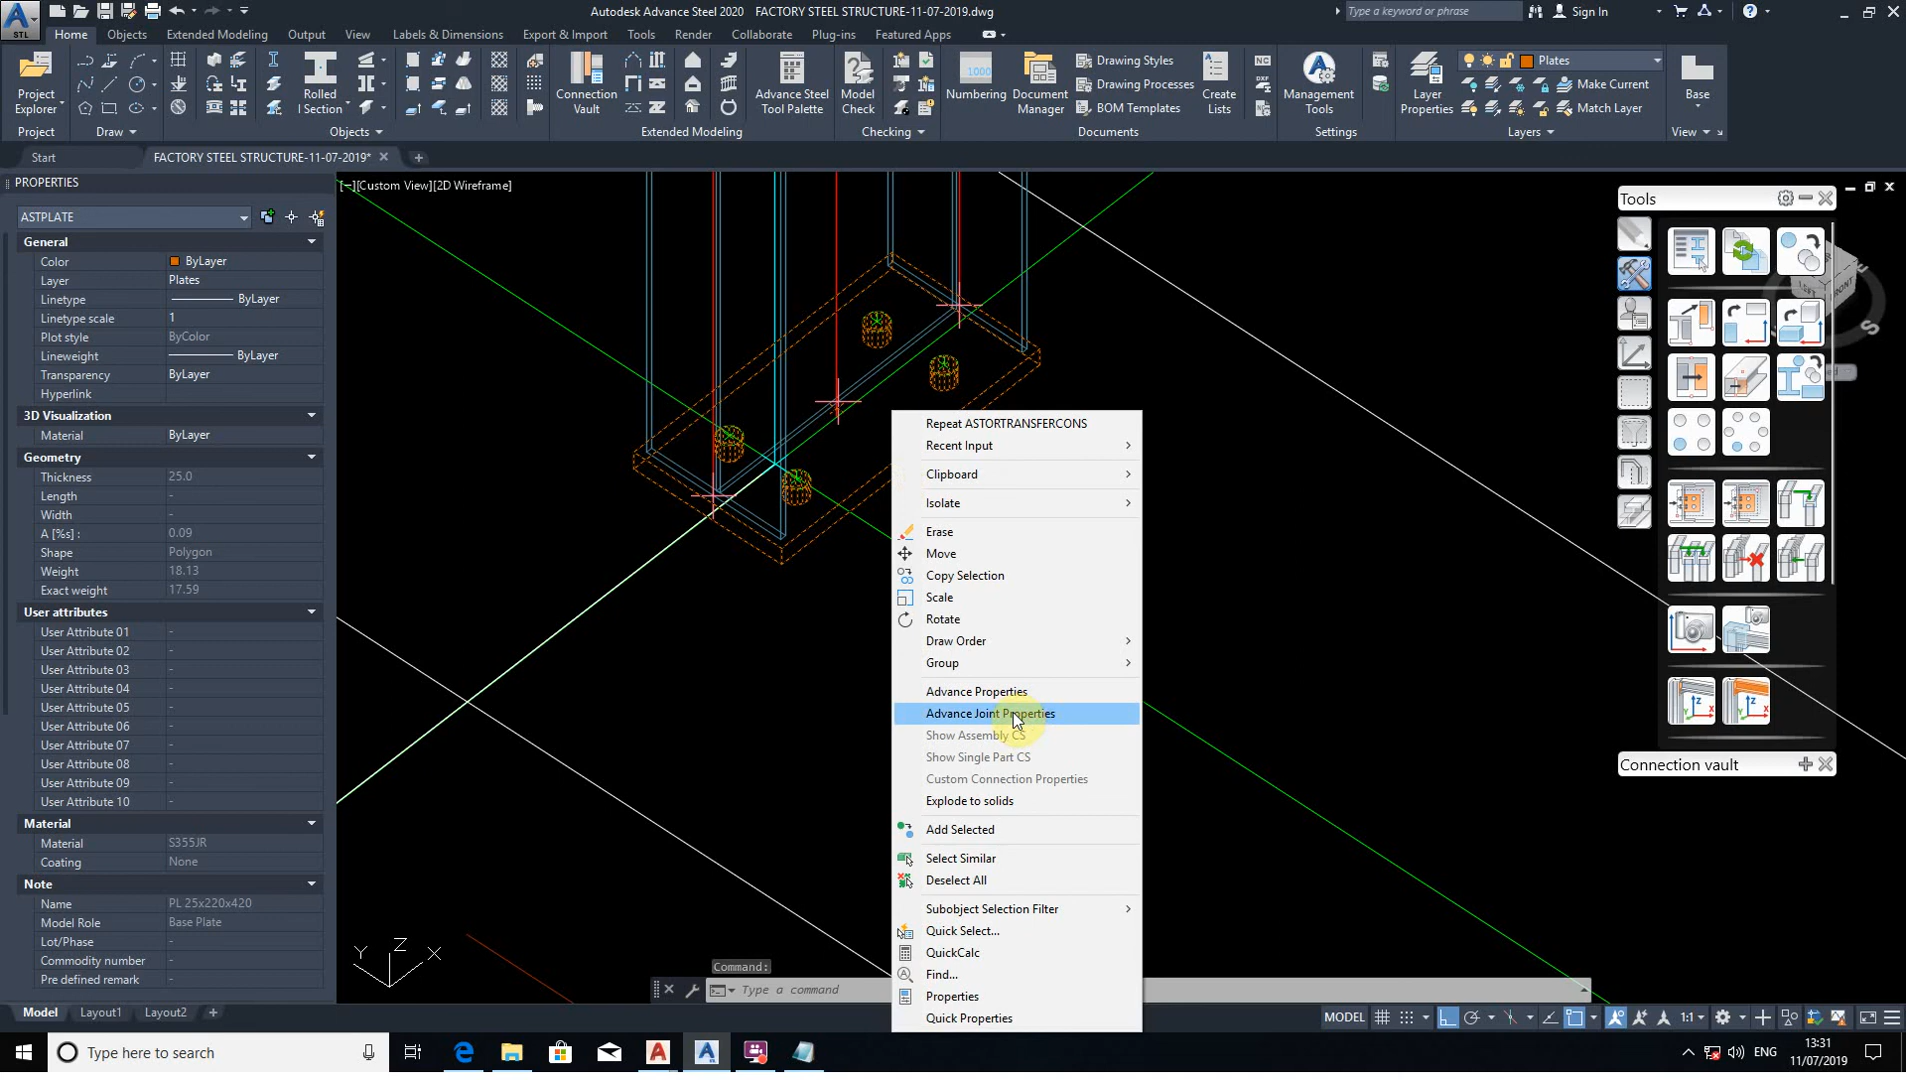 STL
Autodesk Advance Steel 2020 FACTORY STEEL STRUCTURE-11-07-2019.dwg
Type a keyword or phrase
Sign In
Home Objects Extended Modeling Output View Labels & Dimensions Export & Import Tools Render Collaborate Plug-ins Featured Apps
Project Explorer
Project
Draw
Rolled I Section
Objects
Connection Vault
Extended Modeling
Advance Steel Tool Palette
Model Check
Checking
1000
Numbering
Document Manager
Drawing Styles
Drawing Processes
BOM Templates
Documents
NC
DXF
Create Lists
Management Tools
Settings
Layer Properties
Plates
Make Current
Match Layer
Layers
Base
View
Start
FACTORY STEEL STRUCTURE-11-07-2019*
PROPERTIES
ASTPLATE
General
Color ByLayer
Layer Plates
Linetype ByLayer
Linetype scale 1
Plot style ByColor
Lineweight ByLayer
Transparency ByLayer
Hyperlink
3D Visualization
Material ByLayer
Geometry
Thickness 25.0
Length -
Width -
A [%s] : 0.09
Shape Polygon
Weight 18.13
Exact weight 17.59
User attributes
User Attribute 01 -
User Attribute 02 -
User Attribute 03 -
User Attribute 04 -
User Attribute 05 -
User Attribute 06 -
User Attribute 07 -
User Attribute 08 -
User Attribute 09 -
User Attribute 10 -
Material
Material S355JR
Coating None
Note
Name PL 25x220x420
Model Role Base Plate
Lot/Phase -
Commodity number -
Pre defined remark -
[−][Custom View][2D Wireframe]
Repeat ASTORTRANSFERCONS
Recent Input
Clipboard
Isolate
Erase
Move
Copy Selection
Scale
Rotate
Draw Order
Group
Advance Properties
Advance Joint Properties
Show Assembly CS
Show Single Part CS
Custom Connection Properties
Explode to solids
Add Selected
Select Similar
Deselect All
Subobject Selection Filter
Quick Select...
QuickCalc
Find...
Properties
Quick Properties
Tools
LEFT
FRONT
S
Connection vault
Y Z X
Command:
Type a command
Model Layout1 Layout2
MODEL
1:1
Type here to search
ENG
13:31
11/07/2019